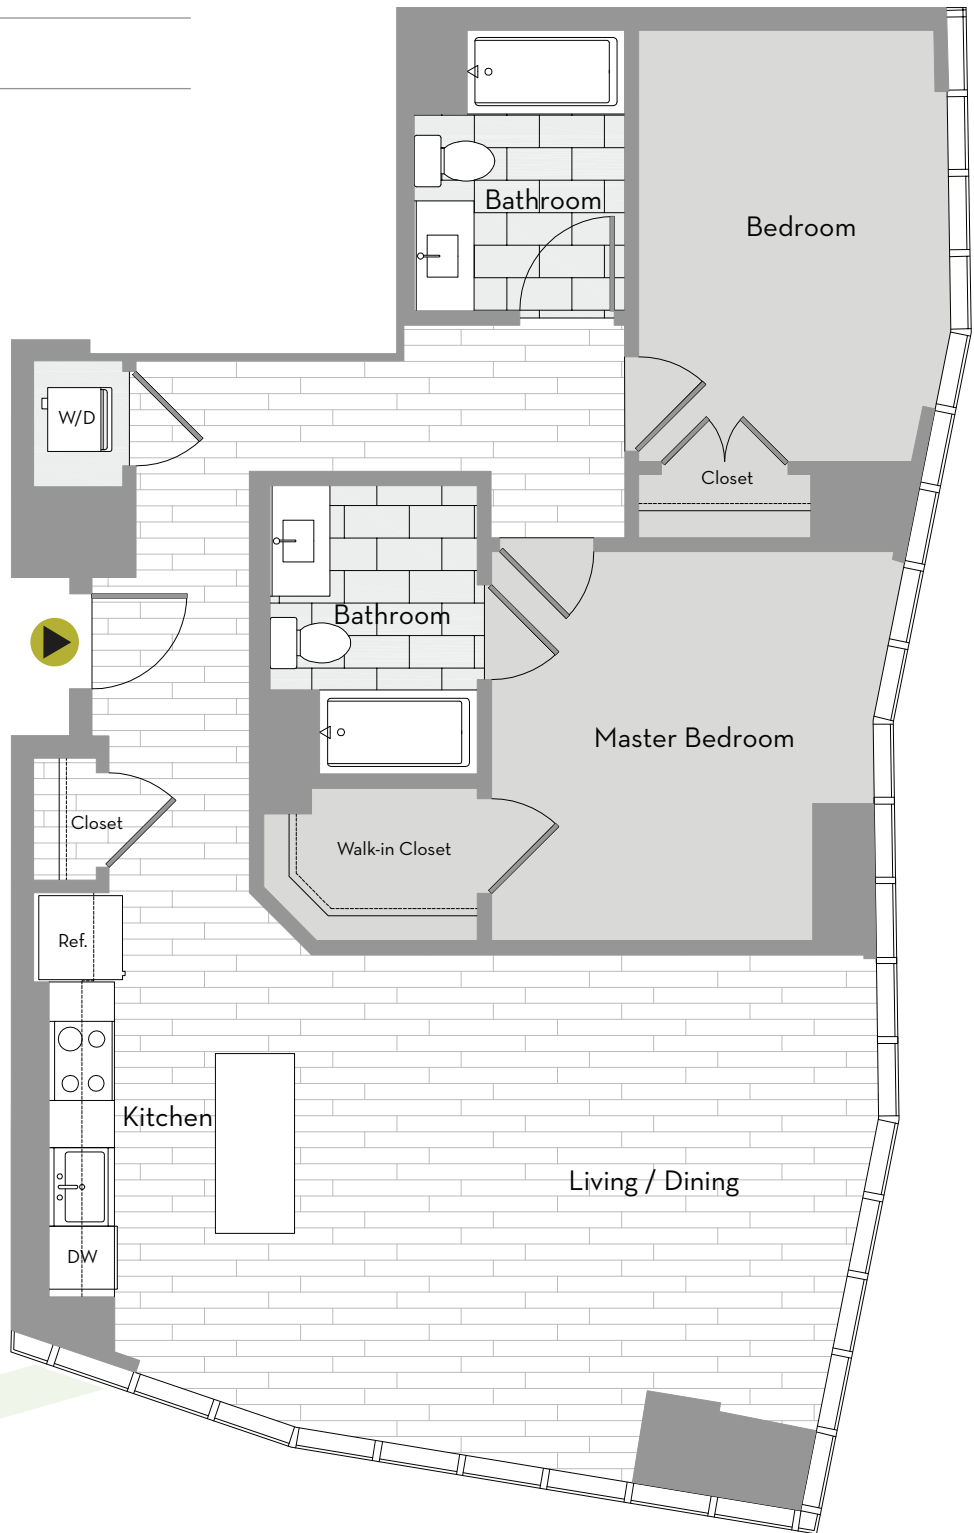 Bathroom
Bedroom
W/D
Closet
Bathroom
Master Bedroom
Closet
Walk-in Closet
Ref.
Kitchen
Living / Dining
DW